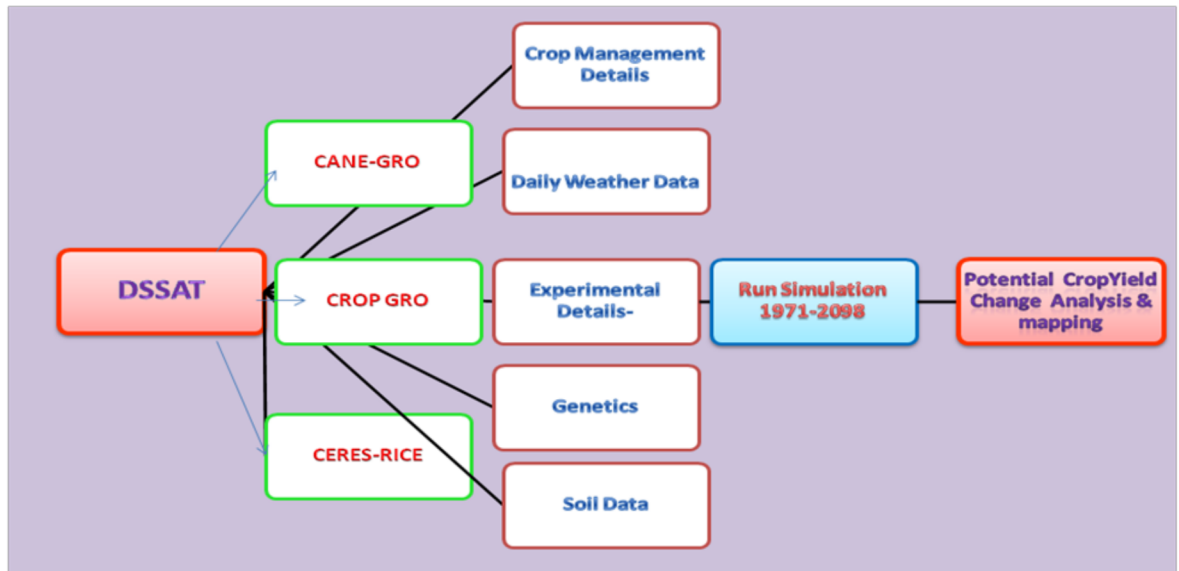 Crop Management
Details
CANE-GRO
Daily Weather Data
DSSAT
CROP GRO
Experimental
Details-
Run Simulation
1971-2098
Potential CropYield
Change Analysis &
mapping
Genetics
CERES-RICE
Soil Data